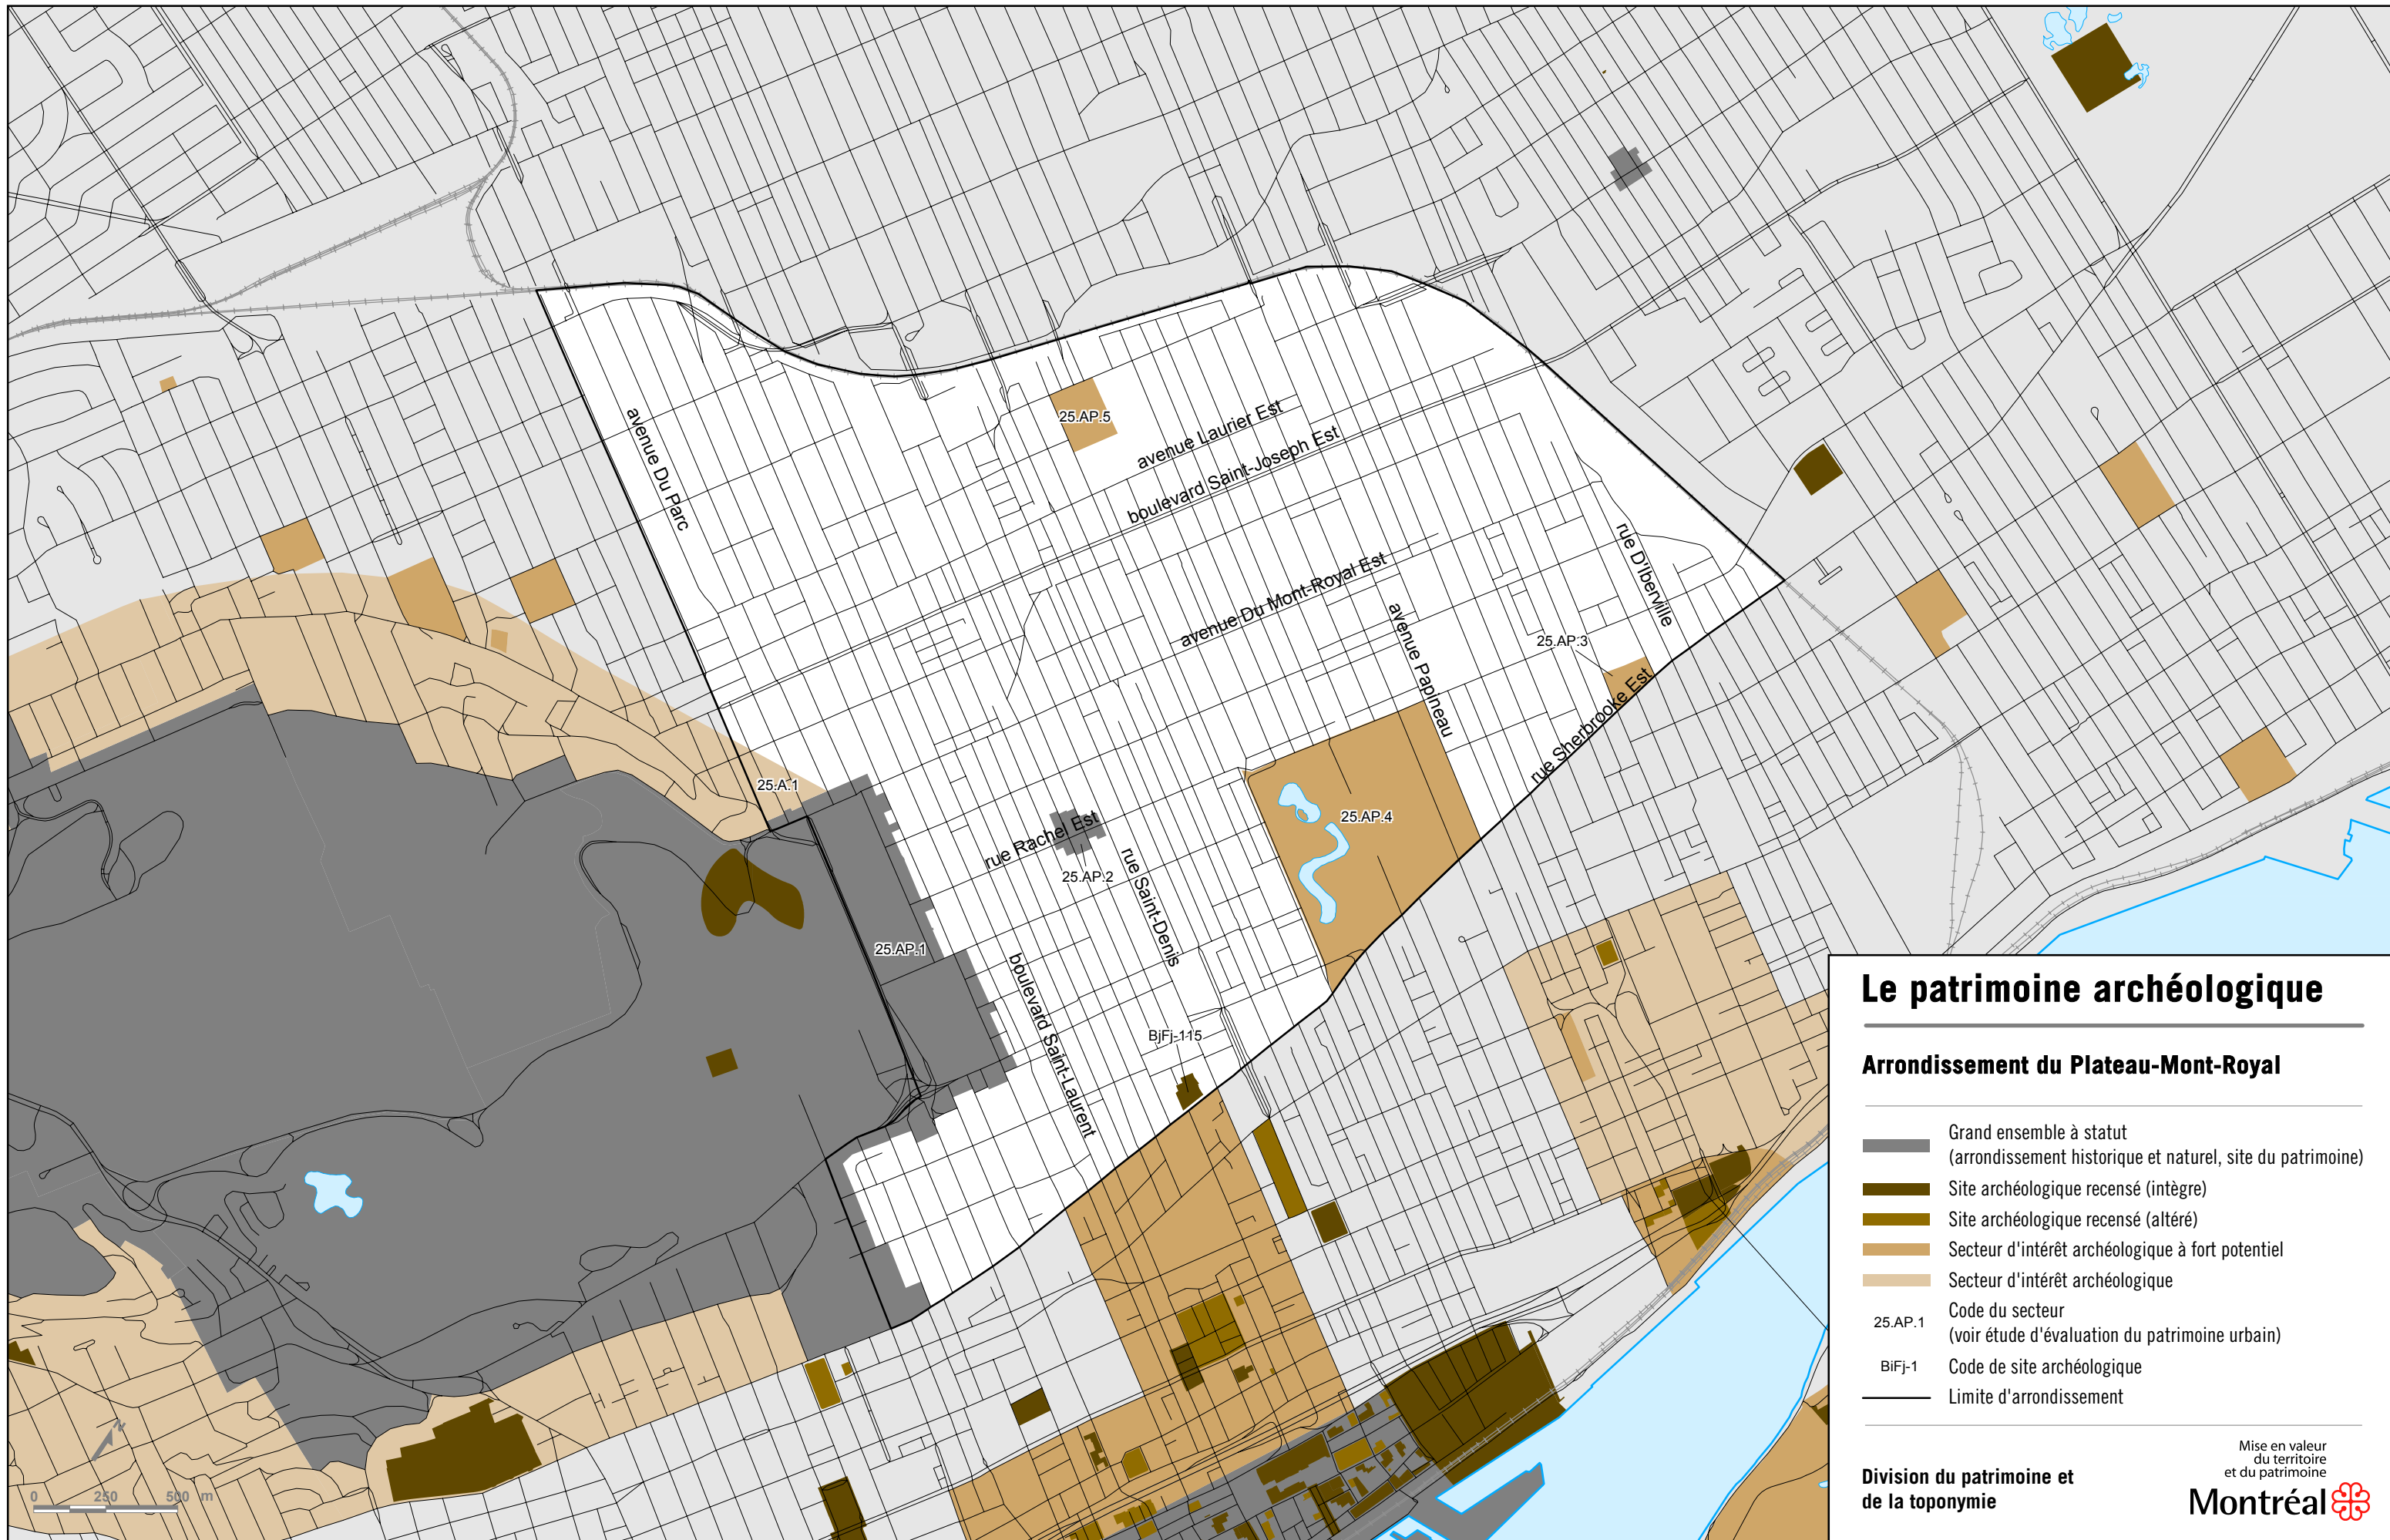 avenue Du Parc
25.AP.5
avenue Laurier Est
boulevard Saint-Joseph Est
avenue Du Mont-Royal Est
rue D'Iberville
avenue Papineau
25.AP.3
rue Sherbrooke Est
25.A.1
25.AP.4
rue Rachel Est
25.AP.2
rue Saint-Denis
25.AP.1
boulevard Saint-Laurent
BjFj-115
N
0 250 500 m
Le patrimoine archéologique
Arrondissement du Plateau-Mont-Royal
Grand ensemble à statut
(arrondissement historique et naturel, site du patrimoine)
Site archéologique recensé (intègre)
Site archéologique recensé (altéré)
Secteur d'intérêt archéologique à fort potentiel
Secteur d'intérêt archéologique
25.AP.1 Code du secteur
(voir étude d'évaluation du patrimoine urbain)
BiFj-1 Code de site archéologique
Limite d'arrondissement
Division du patrimoine et
de la toponymie
Mise en valeur
du territoire
et du patrimoine
Montréal